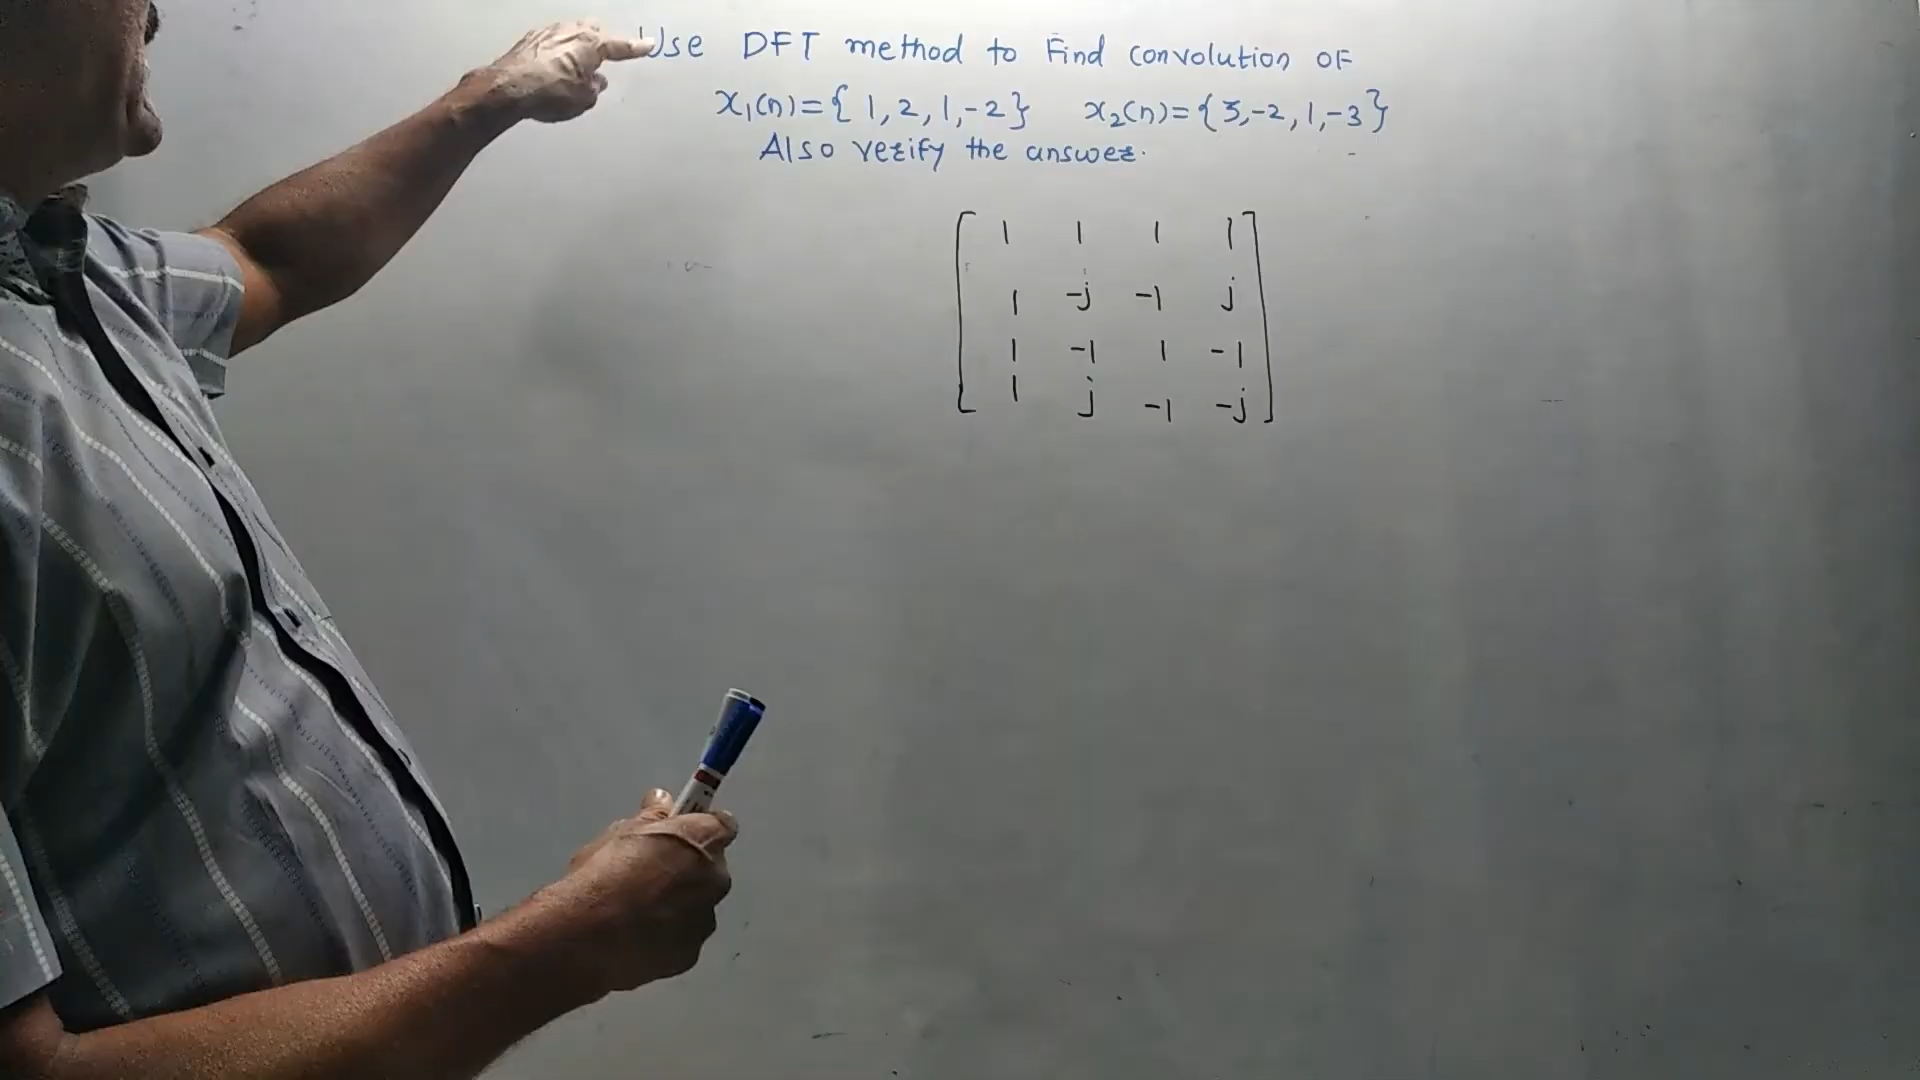 Use DFT method to Find convolution of
x₁(n)={ 1, 2, 1, -2} x₂(n)={3,-2, 1,-3}
Also verify the answer.
1 1 1 1
1 -j -1 j
1 -1 1 -1
1 j -1 -j